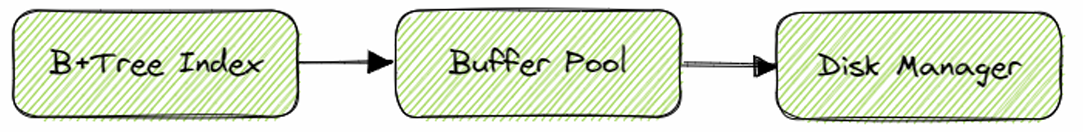 B+Tree Index
Buffer Pool
Disk Manager